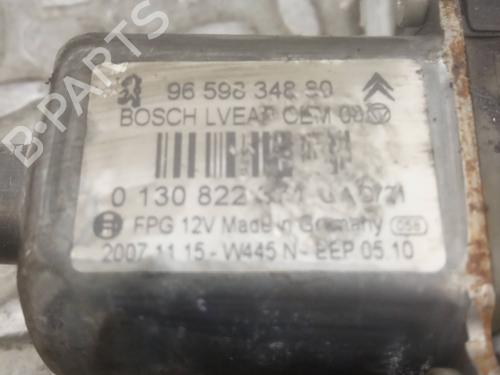 B-PARTS
96 598 348 80
BOSCH LVEAP CEM
0 130 822
FPG 12V Made in Germany 056
2007 11 15 - W445 N - EEP 05.10